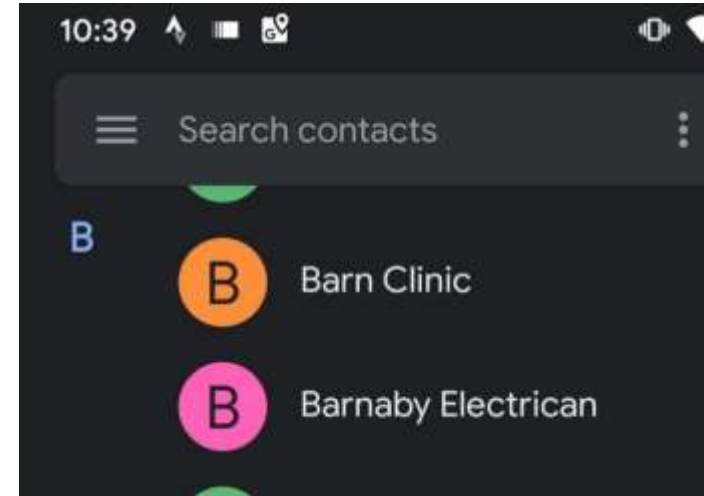 10:39
Search contacts
B
B Barn Clinic
B Barnaby Electrican